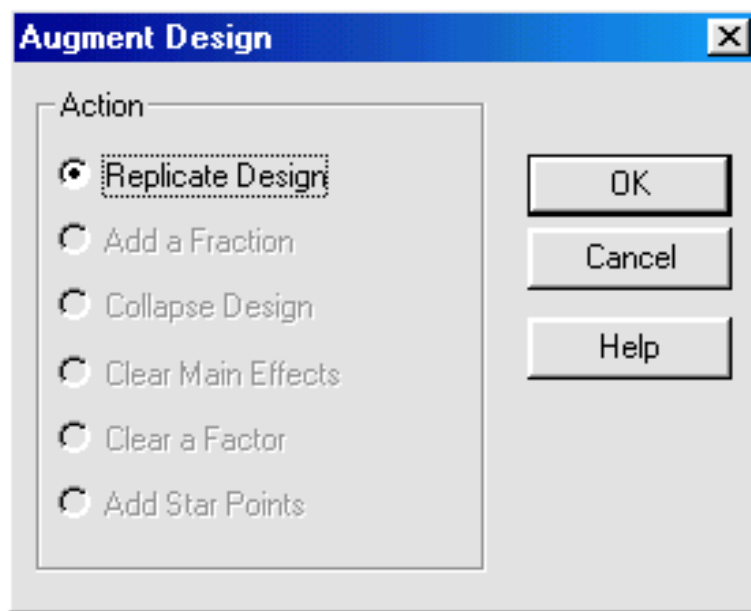 Augment Design
Action
Replicate Design
Add a Fraction
Collapse Design
Clear Main Effects
Clear a Factor
Add Star Points
OK
Cancel
Help